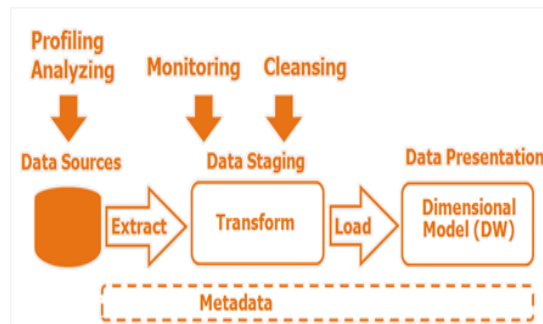 Profiling
Analyzing
Monitoring
Cleansing
Data Sources
Data Staging
Data Presentation
Extract
Transform
Load
Dimensional
Model (DW)
Metadata